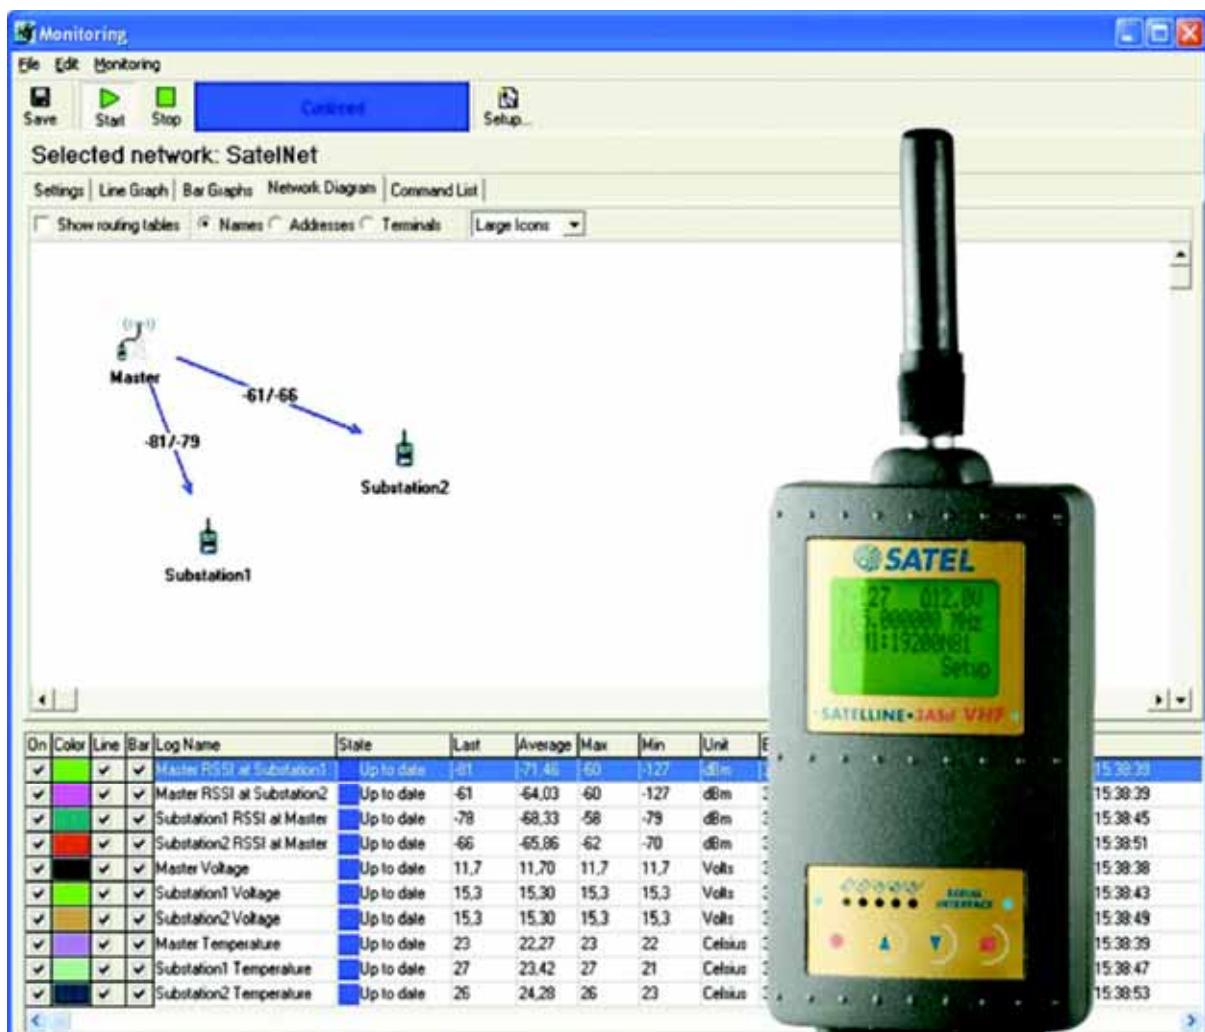 Monitoring
File Edit Monitoring
Save Start Stop Continued Setup...
Selected network: SatelNet
Settings Line Graph Bar Graphs Network Diagram Command List
Show routing tables Names Addresses Terminals Large Icons
Master
-61/-66
-81/-79
Substation2
Substation1
SATEL
127 012.0V
.000000 MHz
COM1:19200N81
Setup
SATELLINE-3ASd VHF
On Color Line Bar Log Name State Last Average Max Min Unit
Master RSSI at Substation1 Up to date -81 -71,46 -60 -127 dBm 15:38:39
Master RSSI at Substation2 Up to date -61 -64,03 -60 -127 dBm 15:38:39
Substation1 RSSI at Master Up to date -78 -68,33 -58 -79 dBm 15:38:45
Substation2 RSSI at Master Up to date -66 -65,86 -62 -70 dBm 15:38:51
Master Voltage Up to date 11,7 11,70 11,7 11,7 Volts 15:38:38
Substation1 Voltage Up to date 15,3 15,30 15,3 15,3 Volts 15:38:43
Substation2 Voltage Up to date 15,3 15,30 15,3 15,3 Volts 15:38:49
Master Temperature Up to date 23 22,27 23 22 Celsius 15:38:39
Substation1 Temperature Up to date 27 23,42 27 21 Celsius 15:38:47
Substation2 Temperature Up to date 26 24,28 26 23 Celsius 15:38:53
SERIAL
INTERFACE